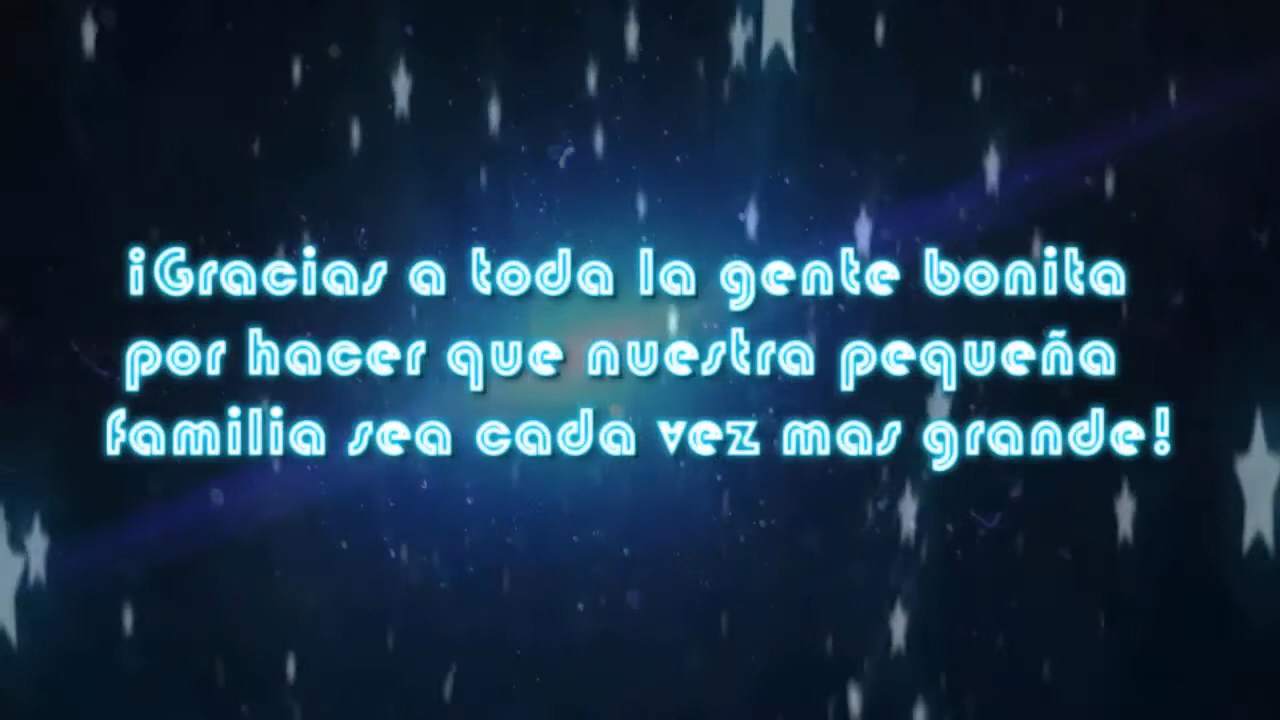 ¡Gracias a toda la gente bonita
por hacer que nuestra pequeña
familia sea cada vez mas grande!